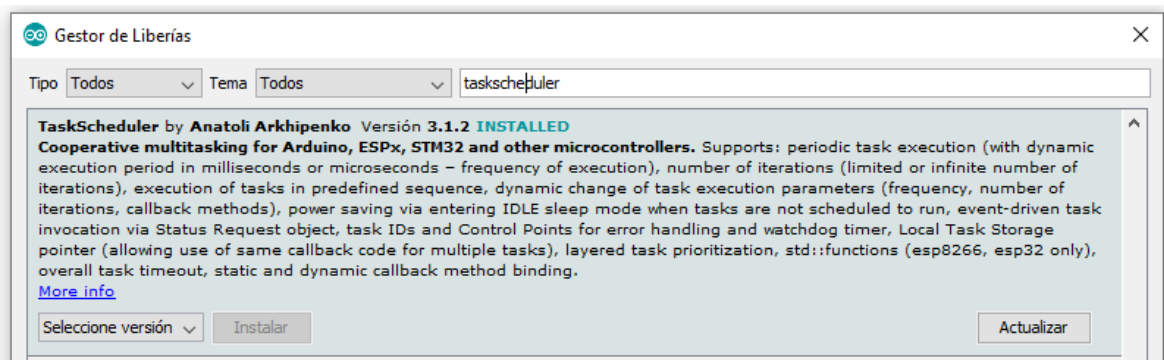 Gestor de Liberías
Tipo Todos Tema Todos taskscheduler
TaskScheduler by Anatoli Arkhipenko Versión 3.1.2 INSTALLED
Cooperative multitasking for Arduino, ESPx, STM32 and other microcontrollers. Supports: periodic task execution (with dynamic
execution period in milliseconds or microseconds – frequency of execution), number of iterations (limited or infinite number of
iterations), execution of tasks in predefined sequence, dynamic change of task execution parameters (frequency, number of
iterations, callback methods), power saving via entering IDLE sleep mode when tasks are not scheduled to run, event-driven task
invocation via Status Request object, task IDs and Control Points for error handling and watchdog timer, Local Task Storage
pointer (allowing use of same callback code for multiple tasks), layered task prioritization, std::functions (esp8266, esp32 only),
overall task timeout, static and dynamic callback method binding.
More info
Seleccione versión Instalar Actualizar